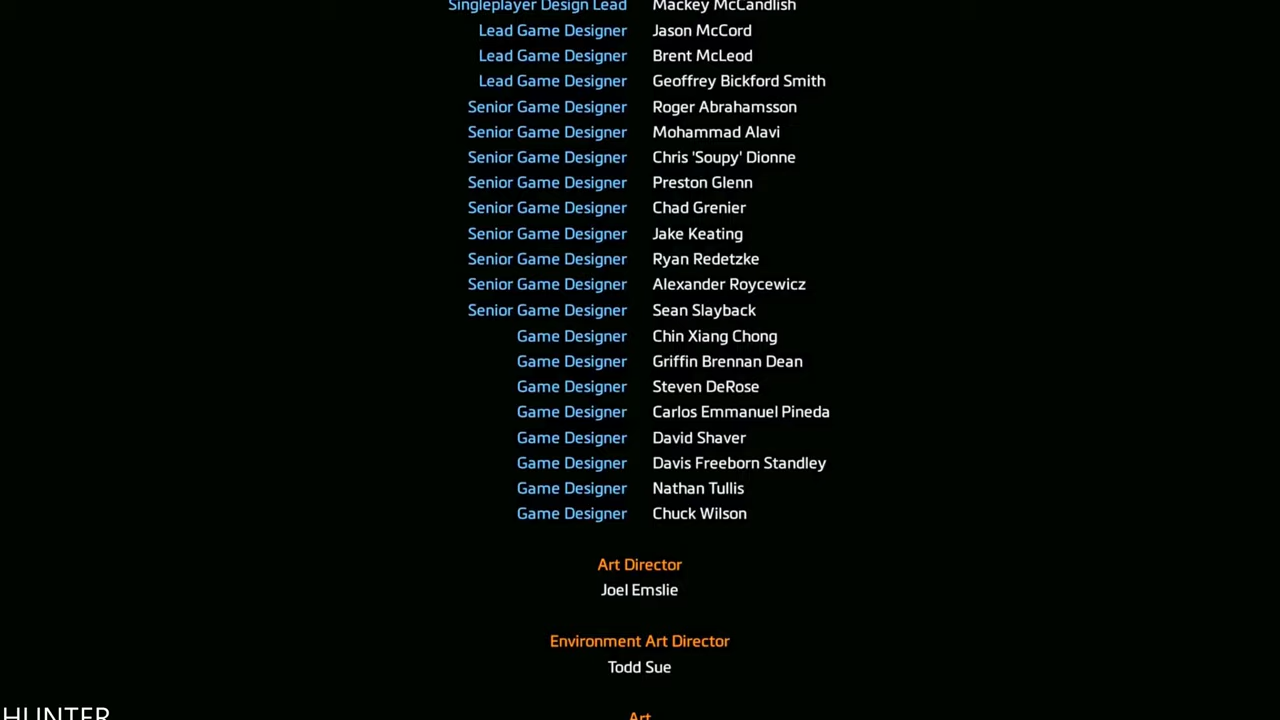 Singleplayer Design Lead Mackey McCandlish
Lead Game Designer Jason McCord
Lead Game Designer Brent McLeod
Lead Game Designer Geoffrey Bickford Smith
Senior Game Designer Roger Abrahamsson
Senior Game Designer Mohammad Alavi
Senior Game Designer Chris 'Soupy' Dionne
Senior Game Designer Preston Glenn
Senior Game Designer Chad Grenier
Senior Game Designer Jake Keating
Senior Game Designer Ryan Redetzke
Senior Game Designer Alexander Roycewicz
Senior Game Designer Sean Slayback
Game Designer Chin Xiang Chong
Game Designer Griffin Brennan Dean
Game Designer Steven DeRose
Game Designer Carlos Emmanuel Pineda
Game Designer David Shaver
Game Designer Davis Freeborn Standley
Game Designer Nathan Tullis
Game Designer Chuck Wilson
Art Director
Joel Emslie
Environment Art Director
Todd Sue
Art
HUNTER